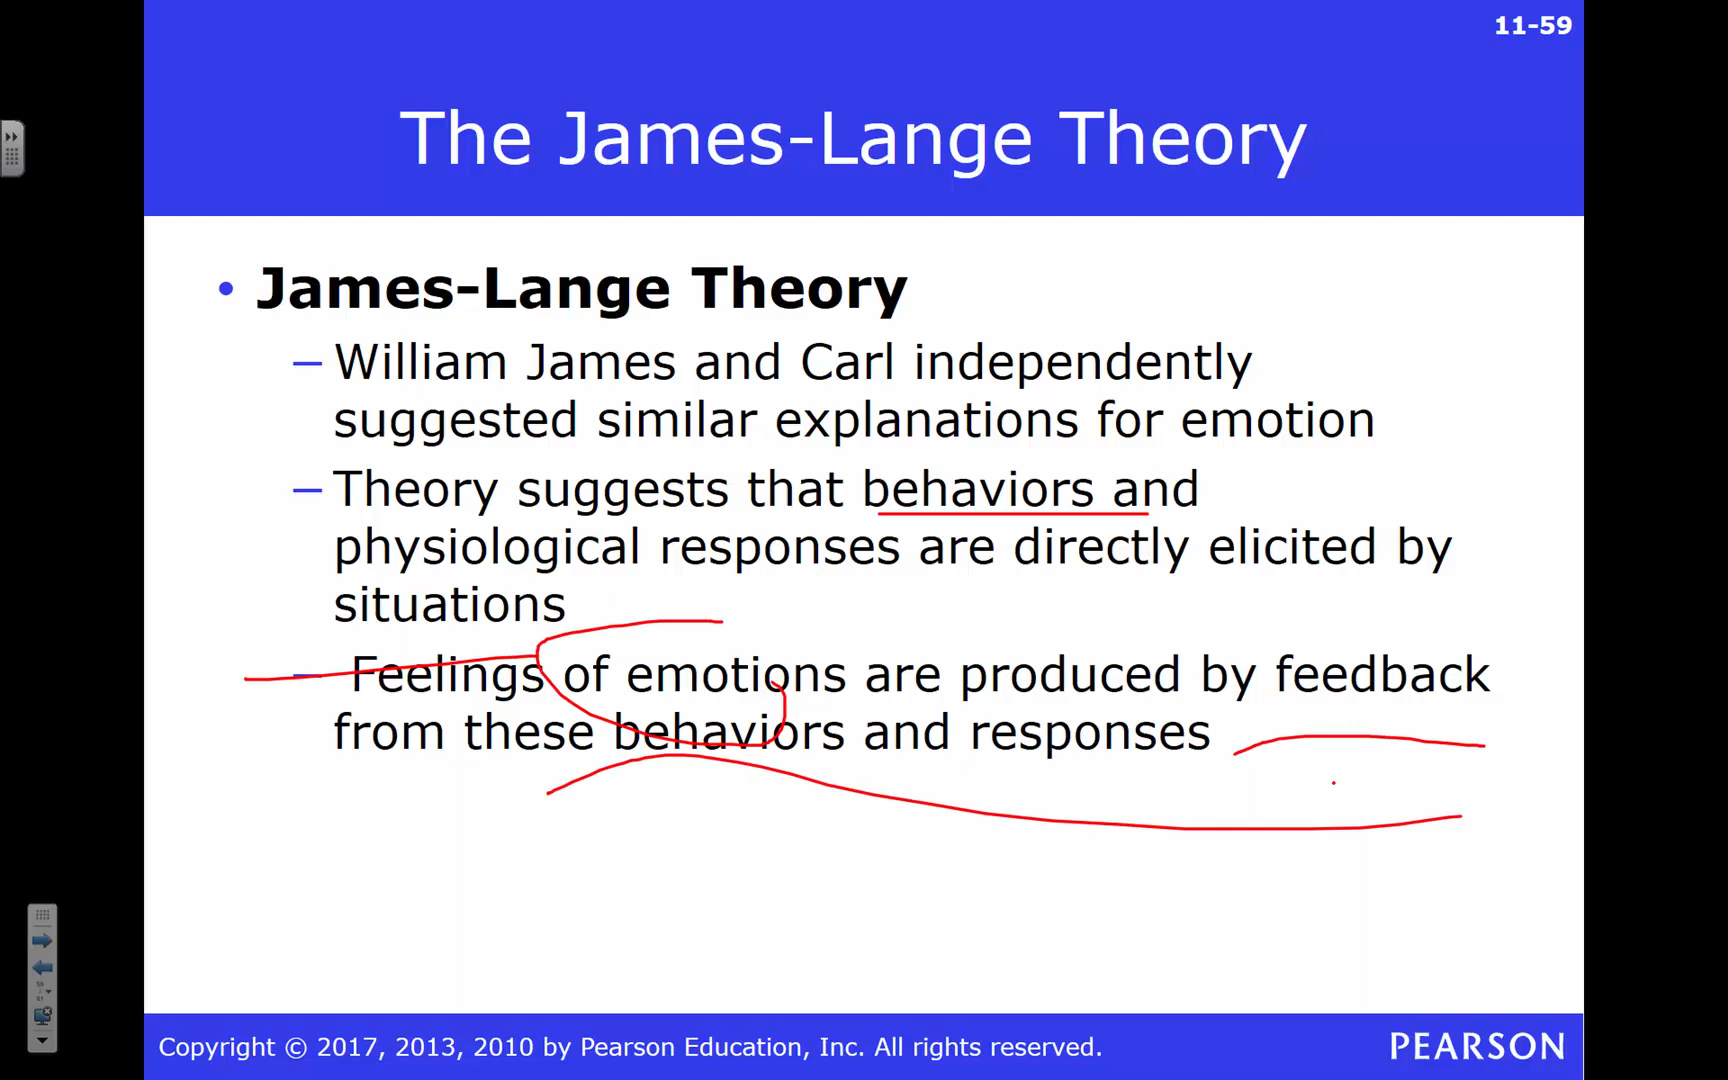 11-59
The James-Lange Theory
• James-Lange Theory
– William James and Carl independently
suggested similar explanations for emotion
– Theory suggests that behaviors and
physiological responses are directly elicited by
situations
– Feelings of emotions are produced by feedback
from these behaviors and responses
Copyright © 2017, 2013, 2010 by Pearson Education, Inc. All rights reserved.
PEARSON